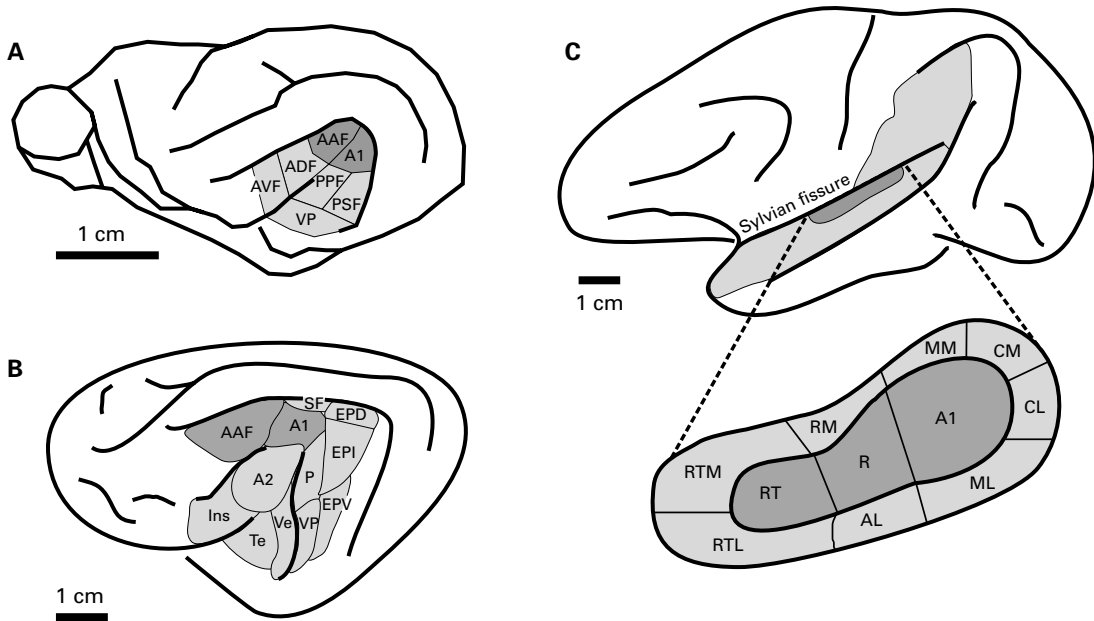 A
AAF
A1
ADF
PPF
AVF
PSF
VP
1 cm
B
SF
EPD
A1
AAF
EPI
P
A2
EPV
Ins
Ve
VP
Te
1 cm
C
Sylvian fissure
1 cm
MM
CM
CL
A1
RM
R
RTM
RT
ML
AL
RTL